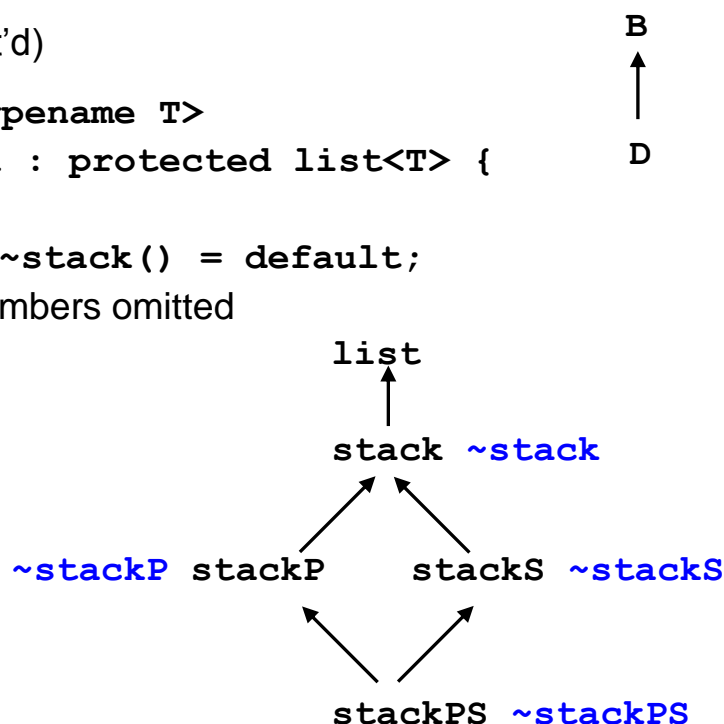 t’d)
B
pename T>
: protected list<T> {
D
~stack() = default;
mbers omitted
list
stack ~stack
~stackP stackP stackS ~stackS
stackPS ~stackPS